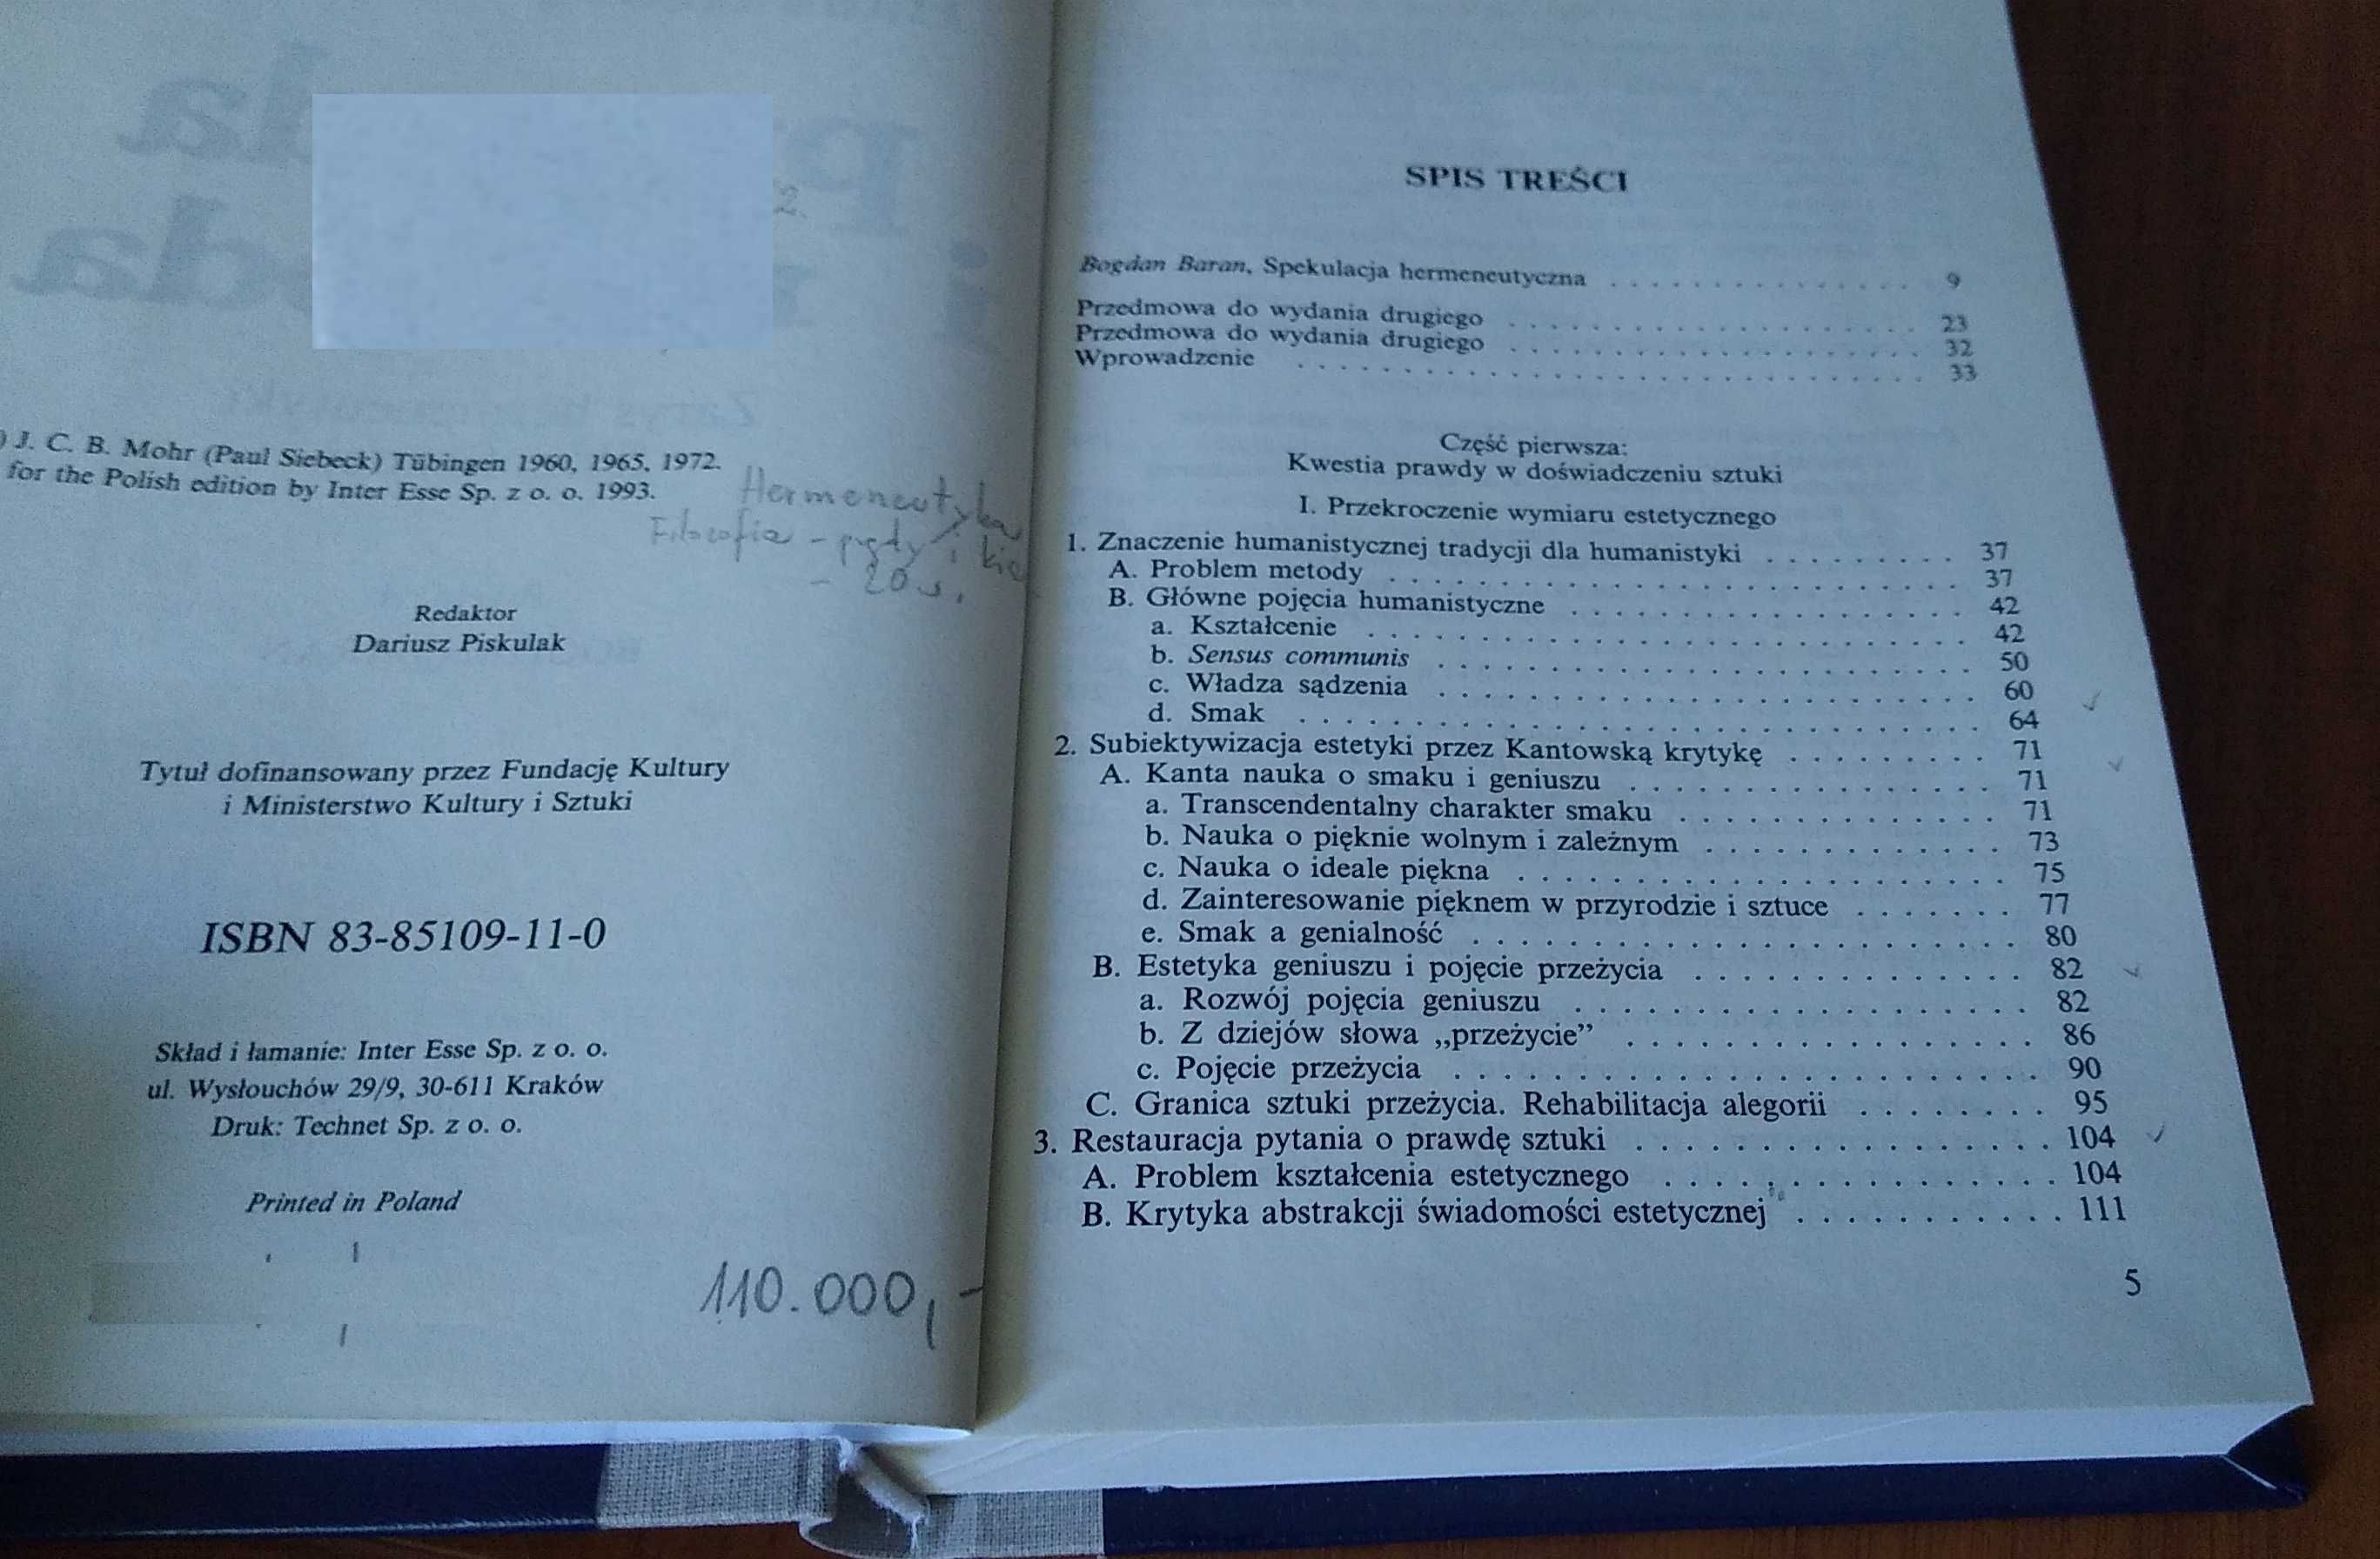 ) J. C. B. Mohr (Paul Siebeck) Tübingen 1960, 1965, 1972.
for the Polish edition by Inter Esse Sp. z o. o. 1993.
Hermeneutyka
Filozofia - prądy i
- 20 w.
Redaktor
Dariusz Piskulak
Tytuł dofinansowany przez Fundację Kultury
i Ministerstwo Kultury i Sztuki
ISBN 83-85109-11-0
Skład i łamanie: Inter Esse Sp. z o. o.
ul. Wysłouchów 29/9, 30-611 Kraków
Druk: Technet Sp. z o. o.
Printed in Poland
110.000,-
SPIS TREŚCI
Bogdan Baran, Spekulacja hermeneutyczna . . . . . . . . . . . . . . . 9
Przedmowa do wydania drugiego . . . . . . . . . . . . . . . . . . . 23
Przedmowa do wydania drugiego . . . . . . . . . . . . . . . . . . . 32
Wprowadzenie . . . . . . . . . . . . . . . . . . . . . . . . . . . . . 33
Część pierwsza:
Kwestia prawdy w doświadczeniu sztuki
I. Przekroczenie wymiaru estetycznego
1. Znaczenie humanistycznej tradycji dla humanistyki . . . . . . . . . 37
A. Problem metody . . . . . . . . . . . . . . . . . . . . . . . . . 37
B. Główne pojęcia humanistyczne . . . . . . . . . . . . . . . . . 42
a. Kształcenie . . . . . . . . . . . . . . . . . . . . . . . . . . 42
b. Sensus communis . . . . . . . . . . . . . . . . . . . . . . . 50
c. Władza sądzenia . . . . . . . . . . . . . . . . . . . . . . . 60
d. Smak . . . . . . . . . . . . . . . . . . . . . . . . . . . . . 64
2. Subiektywizacja estetyki przez Kantowską krytykę . . . . . . . . . 71
A. Kanta nauka o smaku i geniuszu . . . . . . . . . . . . . . . . 71
a. Transcendentalny charakter smaku . . . . . . . . . . . . . . 71
b. Nauka o pięknie wolnym i zależnym . . . . . . . . . . . . . 73
c. Nauka o ideale piękna . . . . . . . . . . . . . . . . . . . . 75
d. Zainteresowanie pięknem w przyrodzie i sztuce . . . . . . . 77
e. Smak a genialność . . . . . . . . . . . . . . . . . . . . . . 80
B. Estetyka geniuszu i pojęcie przeżycia . . . . . . . . . . . . . . 82
a. Rozwój pojęcia geniuszu . . . . . . . . . . . . . . . . . . . 82
b. Z dziejów słowa „przeżycie” . . . . . . . . . . . . . . . . . 86
c. Pojęcie przeżycia . . . . . . . . . . . . . . . . . . . . . . . 90
C. Granica sztuki przeżycia. Rehabilitacja alegorii . . . . . . . . 95
3. Restauracja pytania o prawdę sztuki . . . . . . . . . . . . . . . . . 104
A. Problem kształcenia estetycznego . . . . . . . . . . . . . . . . 104
B. Krytyka abstrakcji świadomości estetycznej . . . . . . . . . . . 111
5